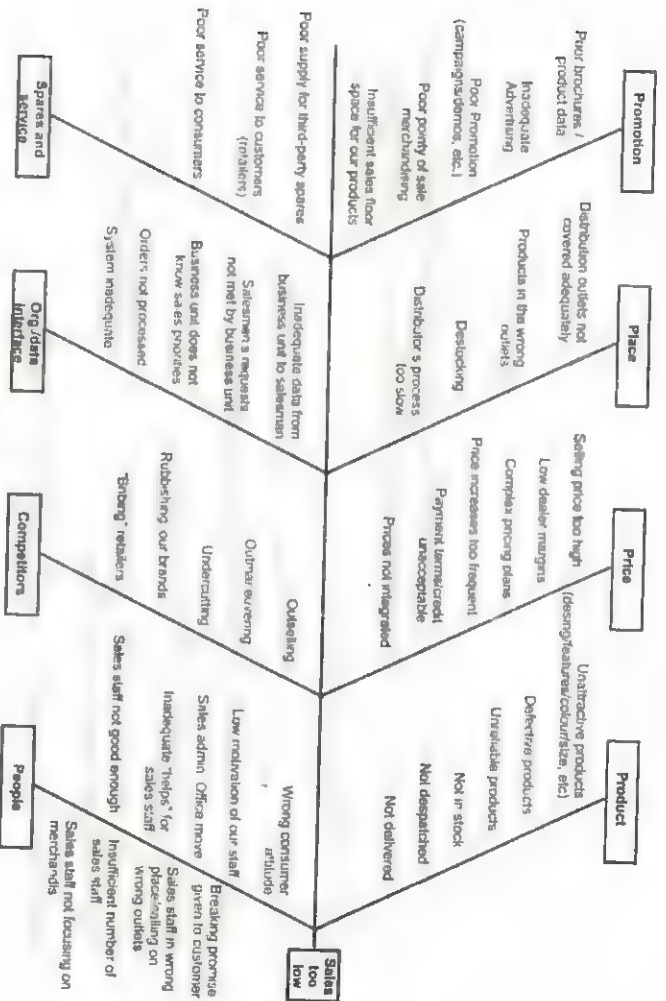 Promotion
Poor brochures /
product data
Inadequate
Advertising
Poor Promotion
(campaigns/demos, etc.)
Poor pointy of sale
merchandising
Insufficient sales floor
space for our products
Place
Distribution outlets not
covered adequately
Products in the wrong
outlets
Destocking
Distributor s process
too slow
Price
Selling price too high
Low dealer margins
Complex pricing plans
Price increases too frequent
Payment terms/credit
unacceptable
Prices not integrated
Product
Unattractive products
(desing/features/colour/size, etc)
Defective products
Unreliable products
Not in stock
Not despatched
Not delivered
Sales
too
low
Poor supply for third-party spares
Poor service to customers
(retailers)
Poor service to consumers
Spares and
service
Inadequate data from
business unit to salesman
Salesmen s requests
not met by business unit
Business unit does not
know sales priorities
Orders not processed
System inadequate
Org /data
interface
Outselling
Undercutting
Rubbishing our brands
"Bribing" retailers
Competitors
Wrong consumer
attitude
Low motivation of our staff
Sales admin Office move
Inadequate "helps" for
sales staff
Sales staff not good enough
Breaking promise
given to customer
Sales staff in wrong
place/calling on
wrong outlets
Insufficient number of
sales staff
Sales staff not focusing on
merchandis
People